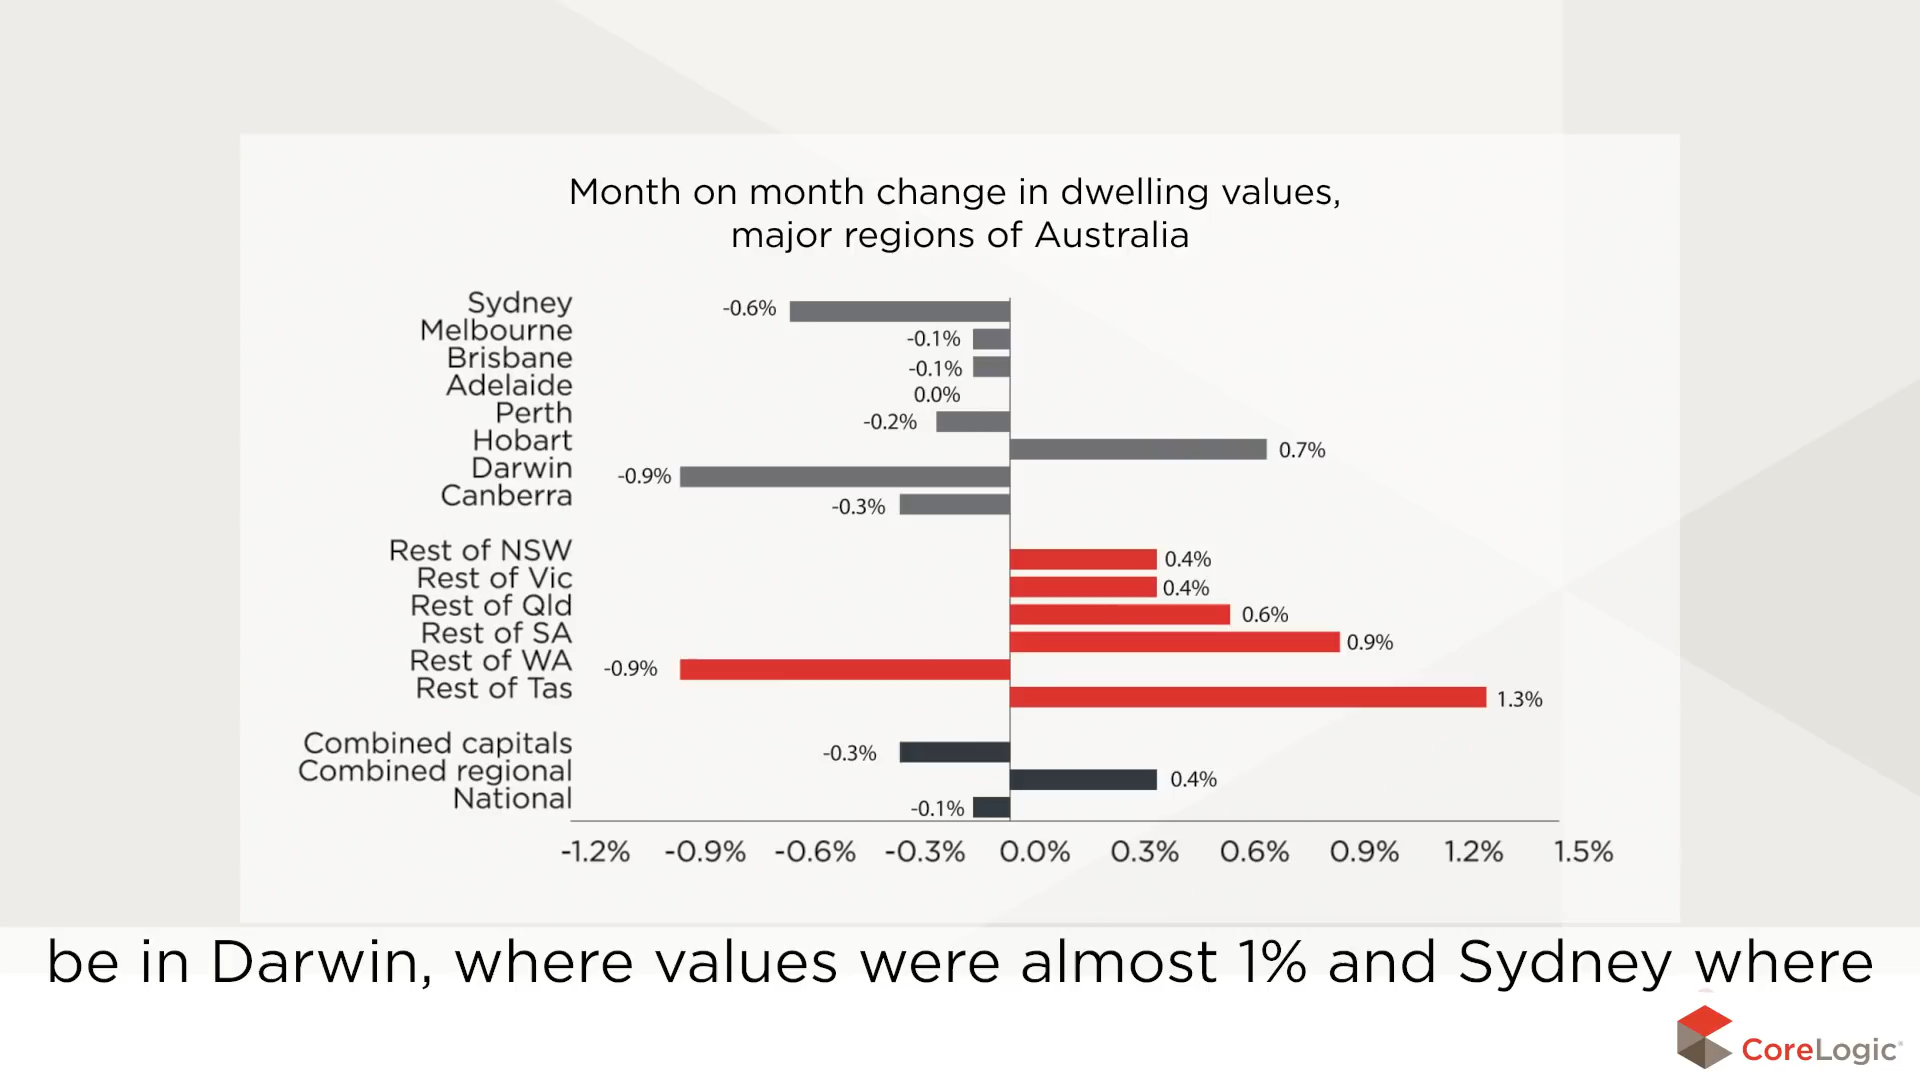 Month on month change in dwelling values,
major regions of Australia
Sydney -0.6%
Melbourne -0.1%
Brisbane -0.1%
Adelaide 0.0%
Perth -0.2%
Hobart 0.7%
Darwin -0.9%
Canberra -0.3%
Rest of NSW 0.4%
Rest of Vic 0.4%
Rest of Qld 0.6%
Rest of SA 0.9%
Rest of WA -0.9%
Rest of Tas 1.3%
Combined capitals -0.3%
Combined regional 0.4%
National -0.1%
-1.2% -0.9% -0.6% -0.3% 0.0% 0.3% 0.6% 0.9% 1.2% 1.5%
be in Darwin, where values were almost 1% and Sydney where
CoreLogic